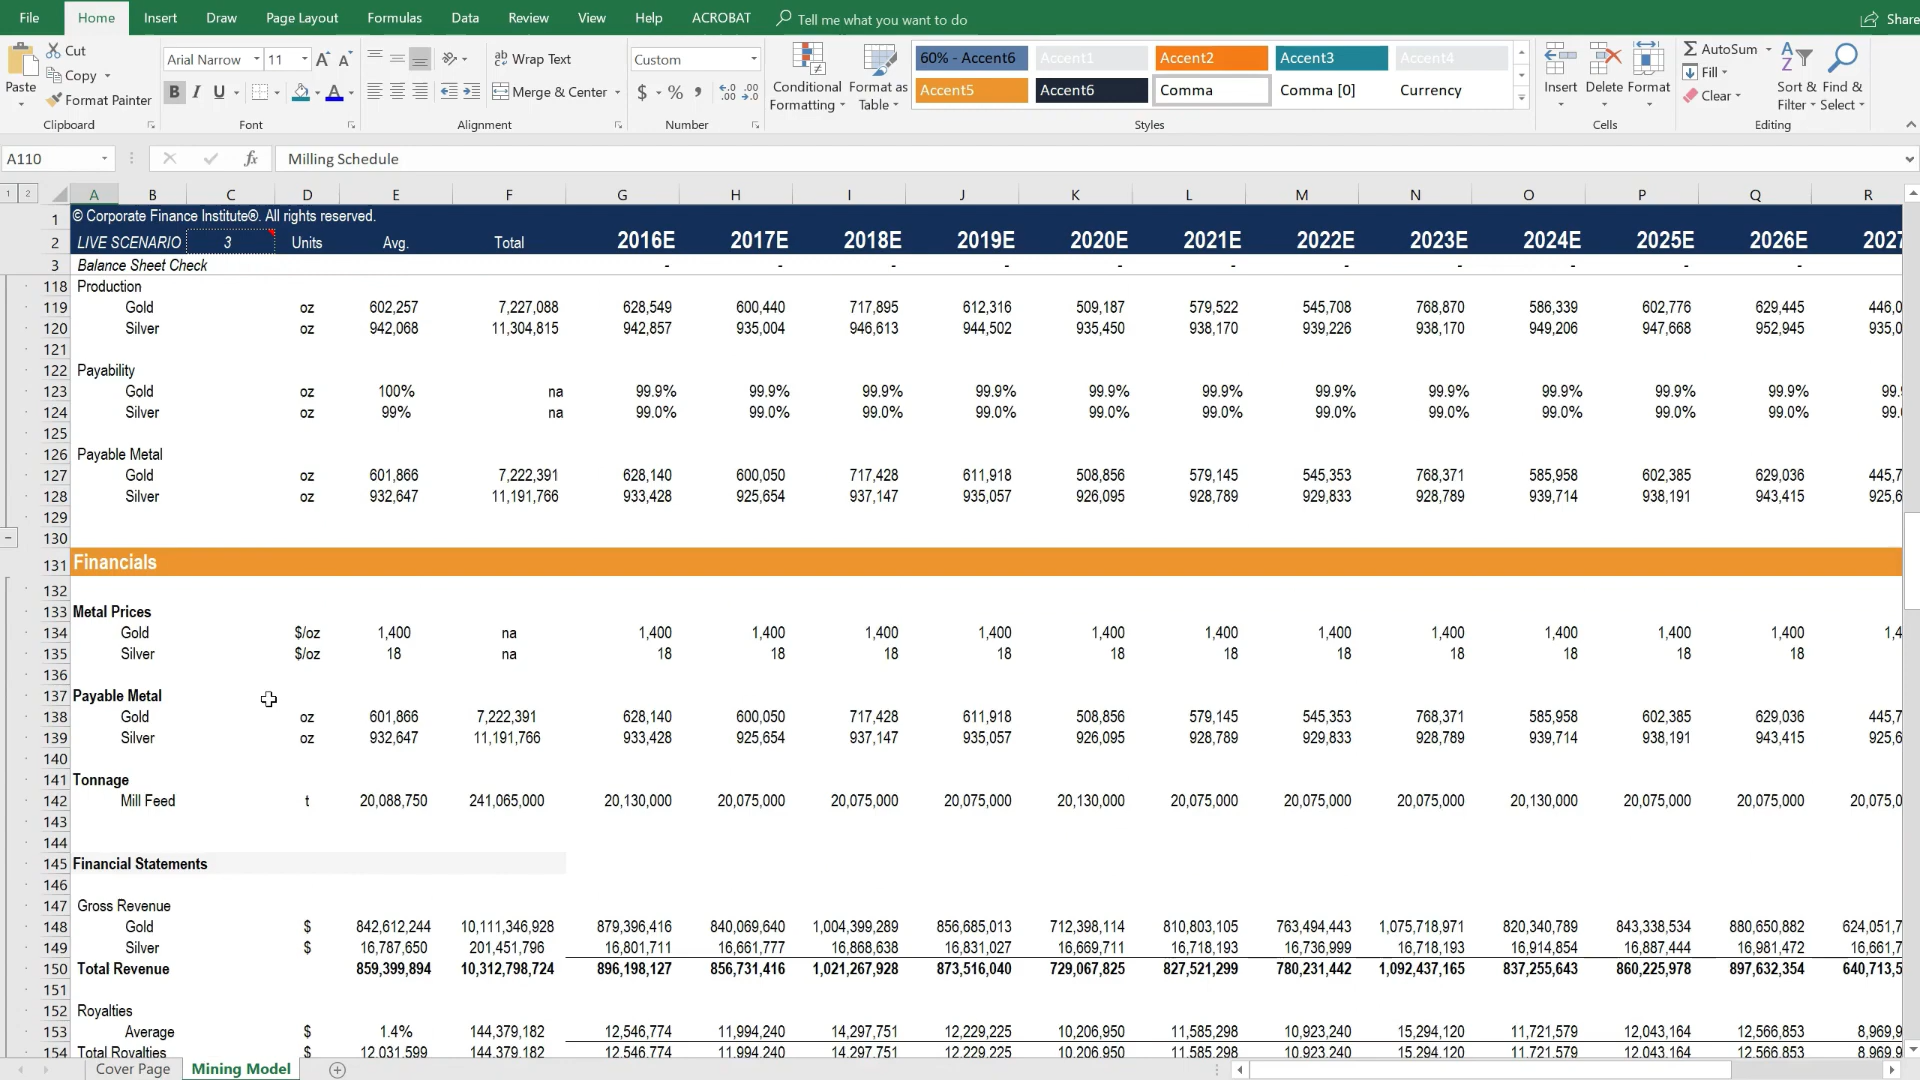 File Home Insert Draw Page Layout Formulas Data Review View Help ACROBAT Tell me what you want to do Share
Paste Cut Copy Format Painter Clipboard
Arial Narrow 11 A A B I U A Font
ab Wrap Text Merge & Center Alignment
Custom $ % , .00 Number
Conditional Formatting Format as Table
60% - Accent6 Accent1 Accent2 Accent3 Accent4
Accent5 Accent6 Comma Comma [0] Currency
Styles
Insert Delete Format Cells
AutoSum Fill Clear Sort & Filter Find & Select Editing
A110 fx Milling Schedule
1 2 A B C D E F G H I J K L M N O P Q R
1 © Corporate Finance Institute®. All rights reserved.
2 LIVE SCENARIO 3 Units Avg. Total 2016E 2017E 2018E 2019E 2020E 2021E 2022E 2023E 2024E 2025E 2026E 2027
3 Balance Sheet Check - - - - - - - - - - -
118 Production
119 Gold oz 602,257 7,227,088 628,549 600,440 717,895 612,316 509,187 579,522 545,708 768,870 586,339 602,776 629,445 446,0
120 Silver oz 942,068 11,304,815 942,857 935,004 946,613 944,502 935,450 938,170 939,226 938,170 949,206 947,668 952,945 935,0
121
122 Payability
123 Gold oz 100% na 99.9% 99.9% 99.9% 99.9% 99.9% 99.9% 99.9% 99.9% 99.9% 99.9% 99.9% 99.9
124 Silver oz 99% na 99.0% 99.0% 99.0% 99.0% 99.0% 99.0% 99.0% 99.0% 99.0% 99.0% 99.0% 99.0
125
126 Payable Metal
127 Gold oz 601,866 7,222,391 628,140 600,050 717,428 611,918 508,856 579,145 545,353 768,371 585,958 602,385 629,036 445,7
128 Silver oz 932,647 11,191,766 933,428 925,654 937,147 935,057 926,095 928,789 929,833 928,789 939,714 938,191 943,415 925,6
129
130
131 Financials
132
133 Metal Prices
134 Gold $/oz 1,400 na 1,400 1,400 1,400 1,400 1,400 1,400 1,400 1,400 1,400 1,400 1,400 1,4
135 Silver $/oz 18 na 18 18 18 18 18 18 18 18 18 18 18
136
137 Payable Metal
138 Gold oz 601,866 7,222,391 628,140 600,050 717,428 611,918 508,856 579,145 545,353 768,371 585,958 602,385 629,036 445,7
139 Silver oz 932,647 11,191,766 933,428 925,654 937,147 935,057 926,095 928,789 929,833 928,789 939,714 938,191 943,415 925,6
140
141 Tonnage
142 Mill Feed t 20,088,750 241,065,000 20,130,000 20,075,000 20,075,000 20,075,000 20,130,000 20,075,000 20,075,000 20,075,000 20,130,000 20,075,000 20,075,000 20,075,0
143
144
145 Financial Statements
146
147 Gross Revenue
148 Gold $ 842,612,244 10,111,346,928 879,396,416 840,069,640 1,004,399,289 856,685,013 712,398,114 810,803,105 763,494,443 1,075,718,971 820,340,789 843,338,534 880,650,882 624,051,7
149 Silver $ 16,787,650 201,451,796 16,801,711 16,661,777 16,868,638 16,831,027 16,669,711 16,718,193 16,736,999 16,718,193 16,914,854 16,887,444 16,981,472 16,661,7
150 Total Revenue 859,399,894 10,312,798,724 896,198,127 856,731,416 1,021,267,928 873,516,040 729,067,825 827,521,299 780,231,442 1,092,437,165 837,255,643 860,225,978 897,632,354 640,713,5
151
152 Royalties
153 Average $ 1.4% 144,379,182 12,546,774 11,994,240 14,297,751 12,229,225 10,206,950 11,585,298 10,923,240 15,294,120 11,721,579 12,043,164 12,566,853 8,969,9
154 Total Royalties $ 12,031,599 144,379,182 12,546,774 11,994,240 14,297,751 12,229,225 10,206,950 11,585,298 10,923,240 15,294,120 11,721,579 12,043,164 12,566,853 8,969,9
Cover Page Mining Model